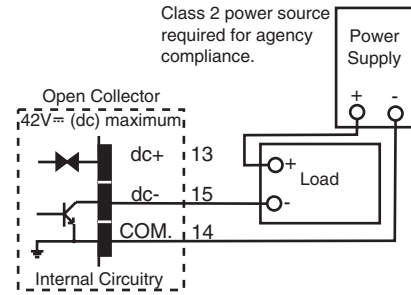 Class 2 power source
required for agency
compliance.
Power
Supply
+ -
Open Collector
42V⎓ (dc) maximum
dc+ 13
dc- 15
COM. 14
+
Load
-
Internal Circuitry